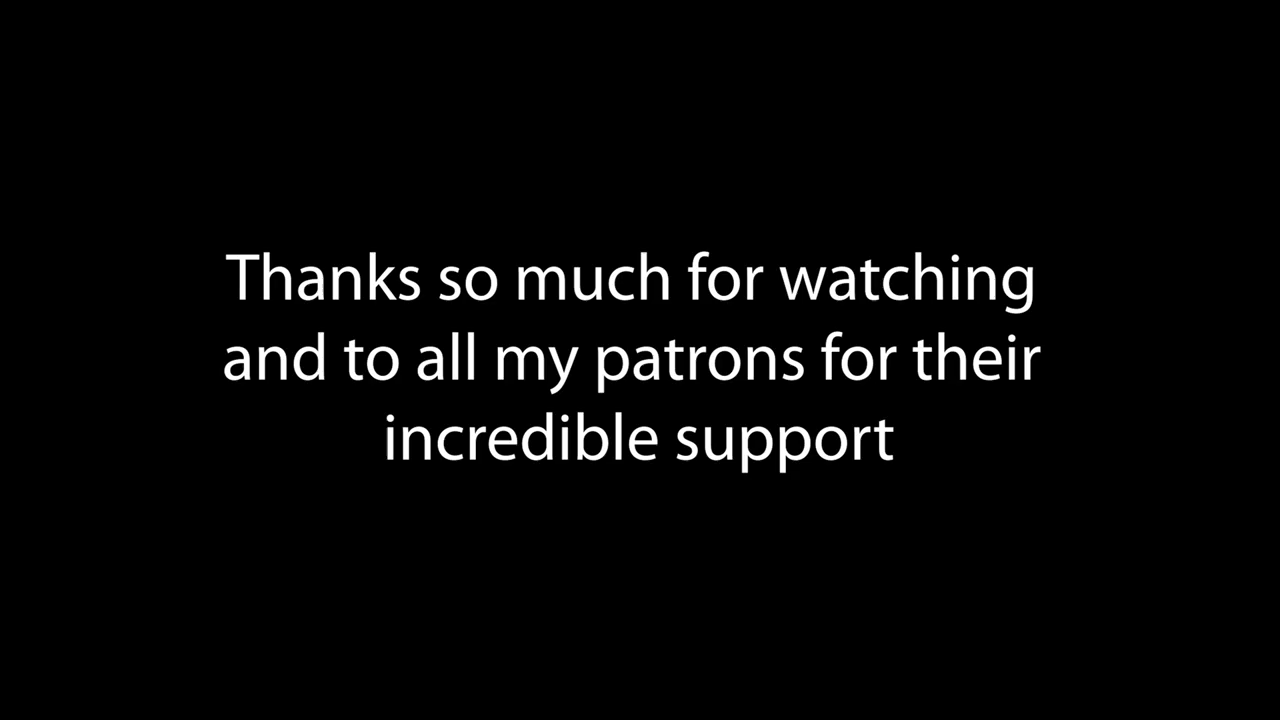 Thanks so much for watching
and to all my patrons for their
incredible support